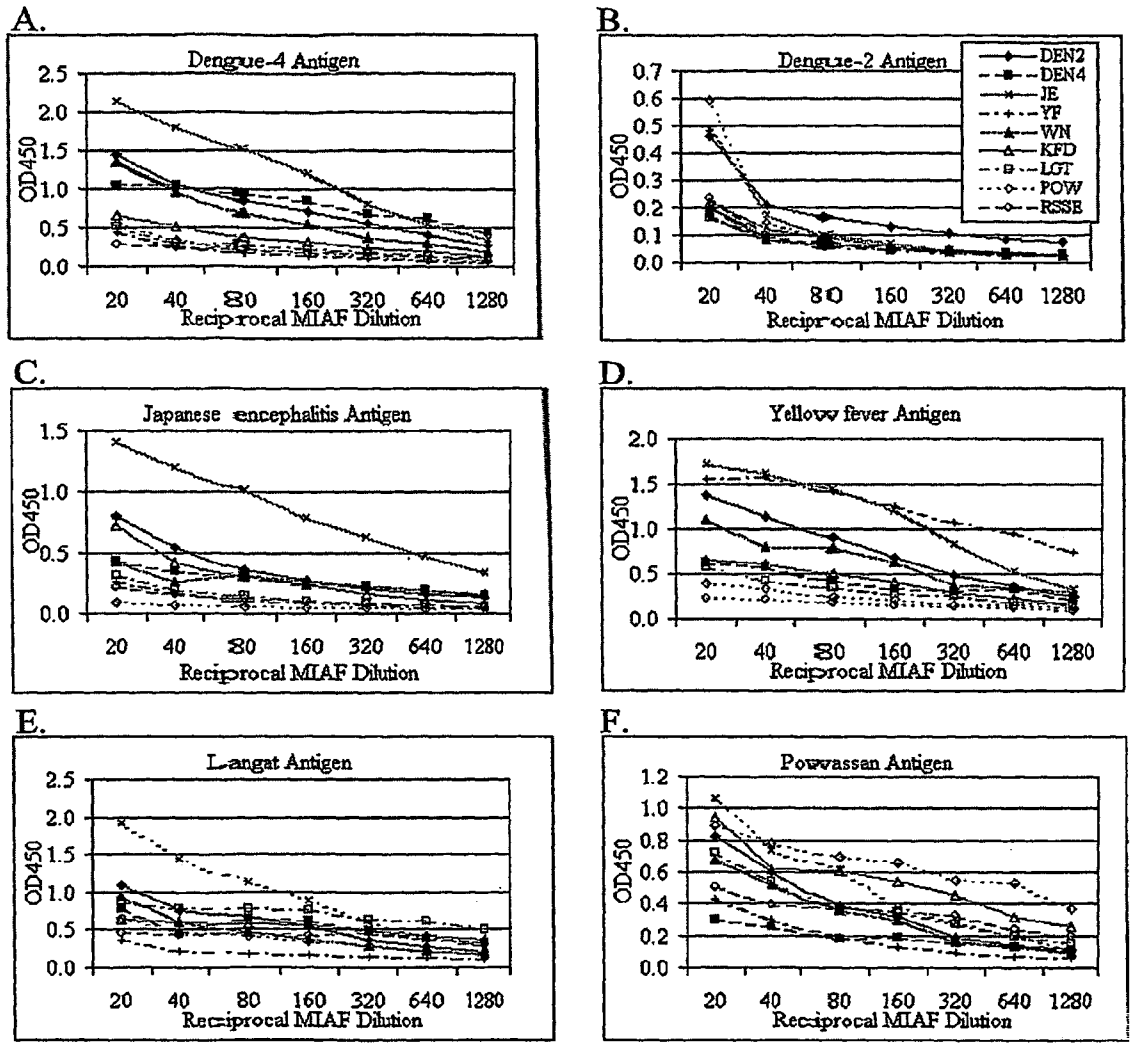 A.
Dengue-4 Antigen
2.5
2.0
1.5
1.0
0.5
0.0
OD450
20 40 80 160 320 640 1280
Reciprocal MIAF Dilution
B.
Dengue-2 Antigen
0.7
0.6
0.5
0.4
0.3
0.2
0.1
0.0
OD450
20 40 80 160 320 640 1280
Reciprocal MIAF Dilution
DEN2
DEN4
JE
YF
WN
KFD
LGT
POW
RSSE
C.
Japanese encephalitis Antigen
1.5
1.0
0.5
0.0
OD450
20 40 80 160 320 640 1280
Reciprocal MIAF Dilution
D.
Yellow fever Antigen
2.0
1.5
1.0
0.5
0.0
OD450
20 40 80 160 320 640 1280
Reciprocal MIAF Dilution
E.
Langat Antigen
2.5
2.0
1.5
1.0
0.5
0.0
OD450
20 40 80 160 320 640 1280
Reciprocal MIAF Dilution
F.
Powassan Antigen
1.2
1.0
0.8
0.6
0.4
0.2
0.0
OD450
20 40 80 160 320 640 1280
Reciprocal MIAF Dilution